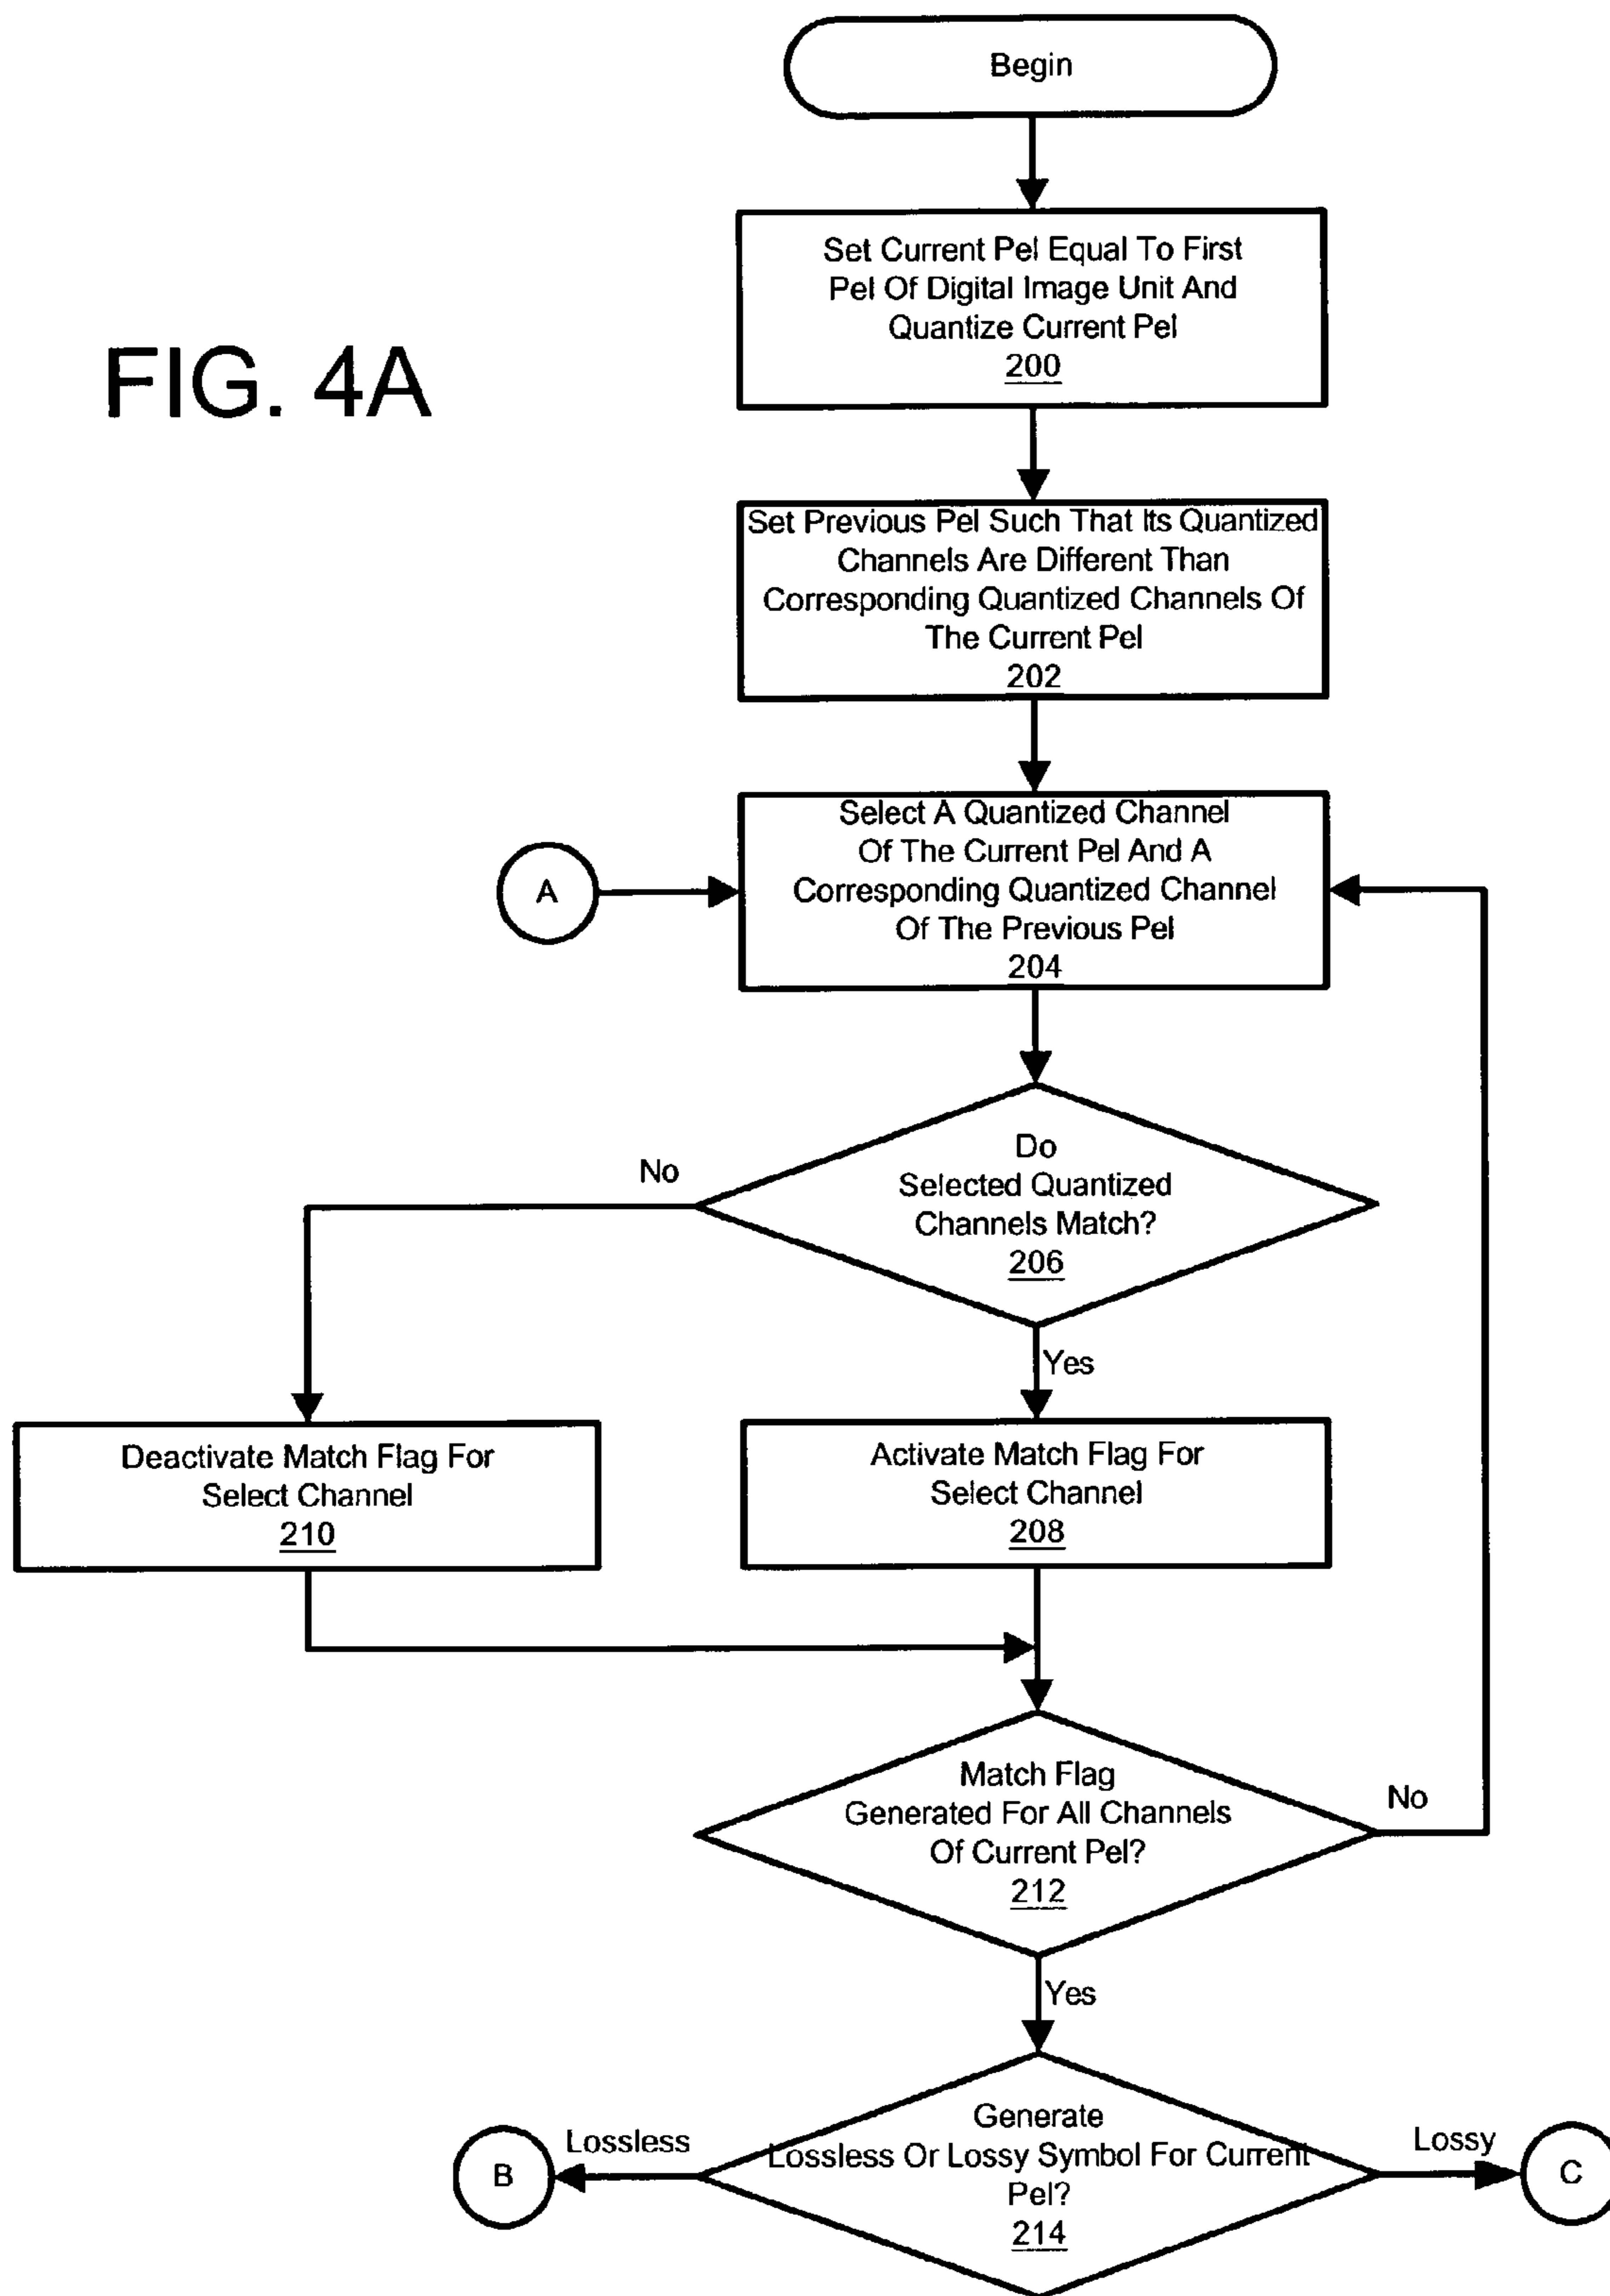 Begin
FIG. 4A
Set Current Pel Equal To First
Pel Of Digital Image Unit And
Quantize Current Pel
200
Set Previous Pel Such That Its Quantized
Channels Are Different Than
Corresponding Quantized Channels Of
The Current Pel
202
Select A Quantized Channel
Of The Current Pel And A
Corresponding Quantized Channel
Of The Previous Pel
204
A
Do
Selected Quantized
Channels Match?
206
No
Yes
Deactivate Match Flag For
Select Channel
210
Activate Match Flag For
Select Channel
208
Match Flag
Generated For All Channels
Of Current Pel?
212
No
Yes
Generate
Lossless Or Lossy Symbol For Current
Pel?
214
Lossless
B
Lossy
C